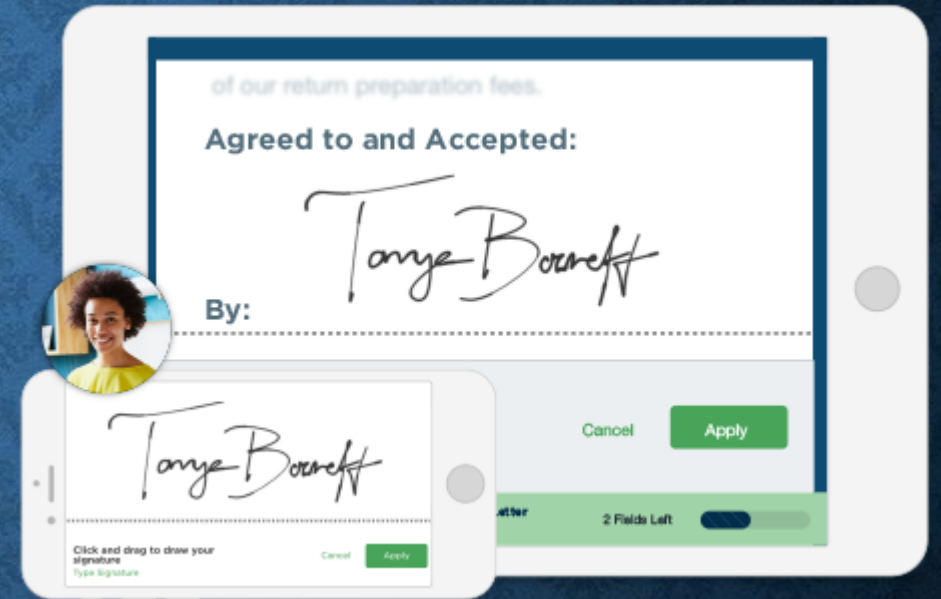 of our return preparation fees.
Agreed to and Accepted:
By:
Cancel Apply
2 Fields Left
Click and drag to draw your
signature
Type Signature
Cancel Apply